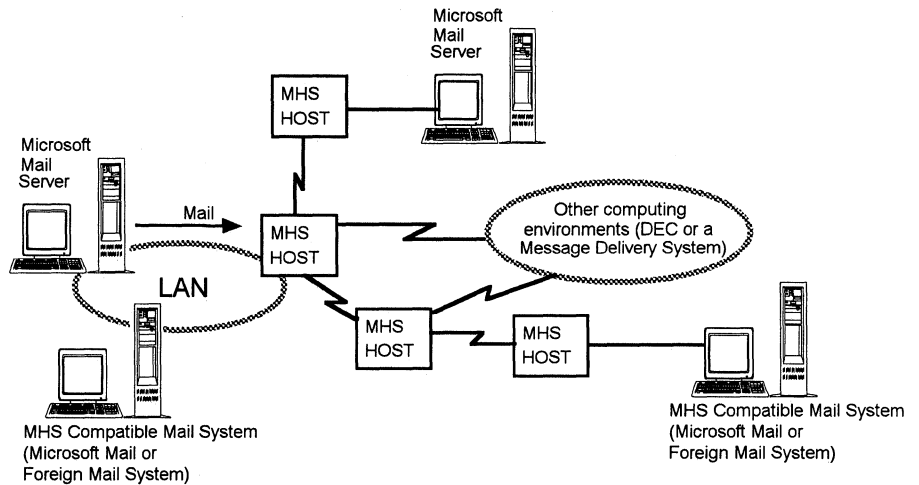 Microsoft
Mail
Server
MHS
HOST
Microsoft
Mail
Server
Mail
MHS
HOST
Other computing
environments (DEC or a
Message Delivery System)
LAN
MHS
HOST
MHS
HOST
MHS Compatible Mail System
(Microsoft Mail or
Foreign Mail System)
MHS Compatible Mail System
(Microsoft Mail or
Foreign Mail System)